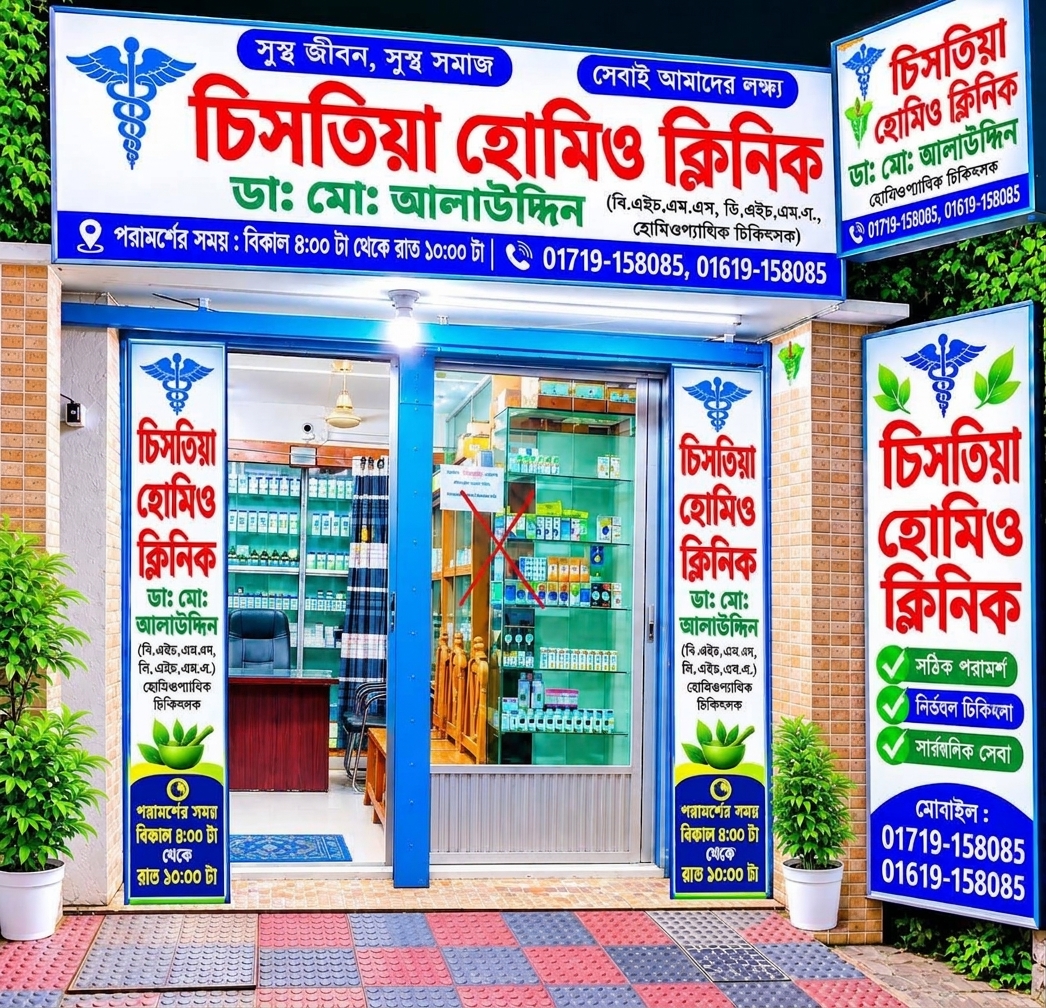 সুস্থ জীবন, সুস্থ সমাজ
সেবাই আমাদের লক্ষ্য
চিসতিয়া হোমিও ক্লিনিক
ডা: মো: আলাউদ্দিন
(বি.এইচ.এম.এস, ডি.এইচ.এম.এ.,
হোমিওপ্যাথিক চিকিৎসক)
পরামর্শের সময় : বিকাল ৪:০০ টা থেকে রাত ১০:০০ টা
01719-158085, 01619-158085
চিসতিয়া
হোমিও ক্লিনিক
ডা: মো: আলাউদ্দিন
হোমিওপ্যাথিক চিকিৎসক
01719-158085, 01619-158085
চিসতিয়া
হোমিও
ক্লিনিক
ডা: মো:
আলাউদ্দিন
হোমিওপ্যাথিক
চিকিৎসক
পরামর্শের সময়
বিকাল ৪:০০ টা
থেকে
রাত ১০:০০ টা
চিসতিয়া
হোমিও
ক্লিনিক
ডা: মো:
আলাউদ্দিন
হোমিওপ্যাথিক
চিকিৎসক
পরামর্শের সময়
বিকাল ৪:০০ টা
থেকে
রাত ১০:০০ টা
চিসতিয়া
হোমিও
ক্লিনিক
সঠিক পরামর্শ
সেবা
মোবাইল :
01719-158085
01619-158085